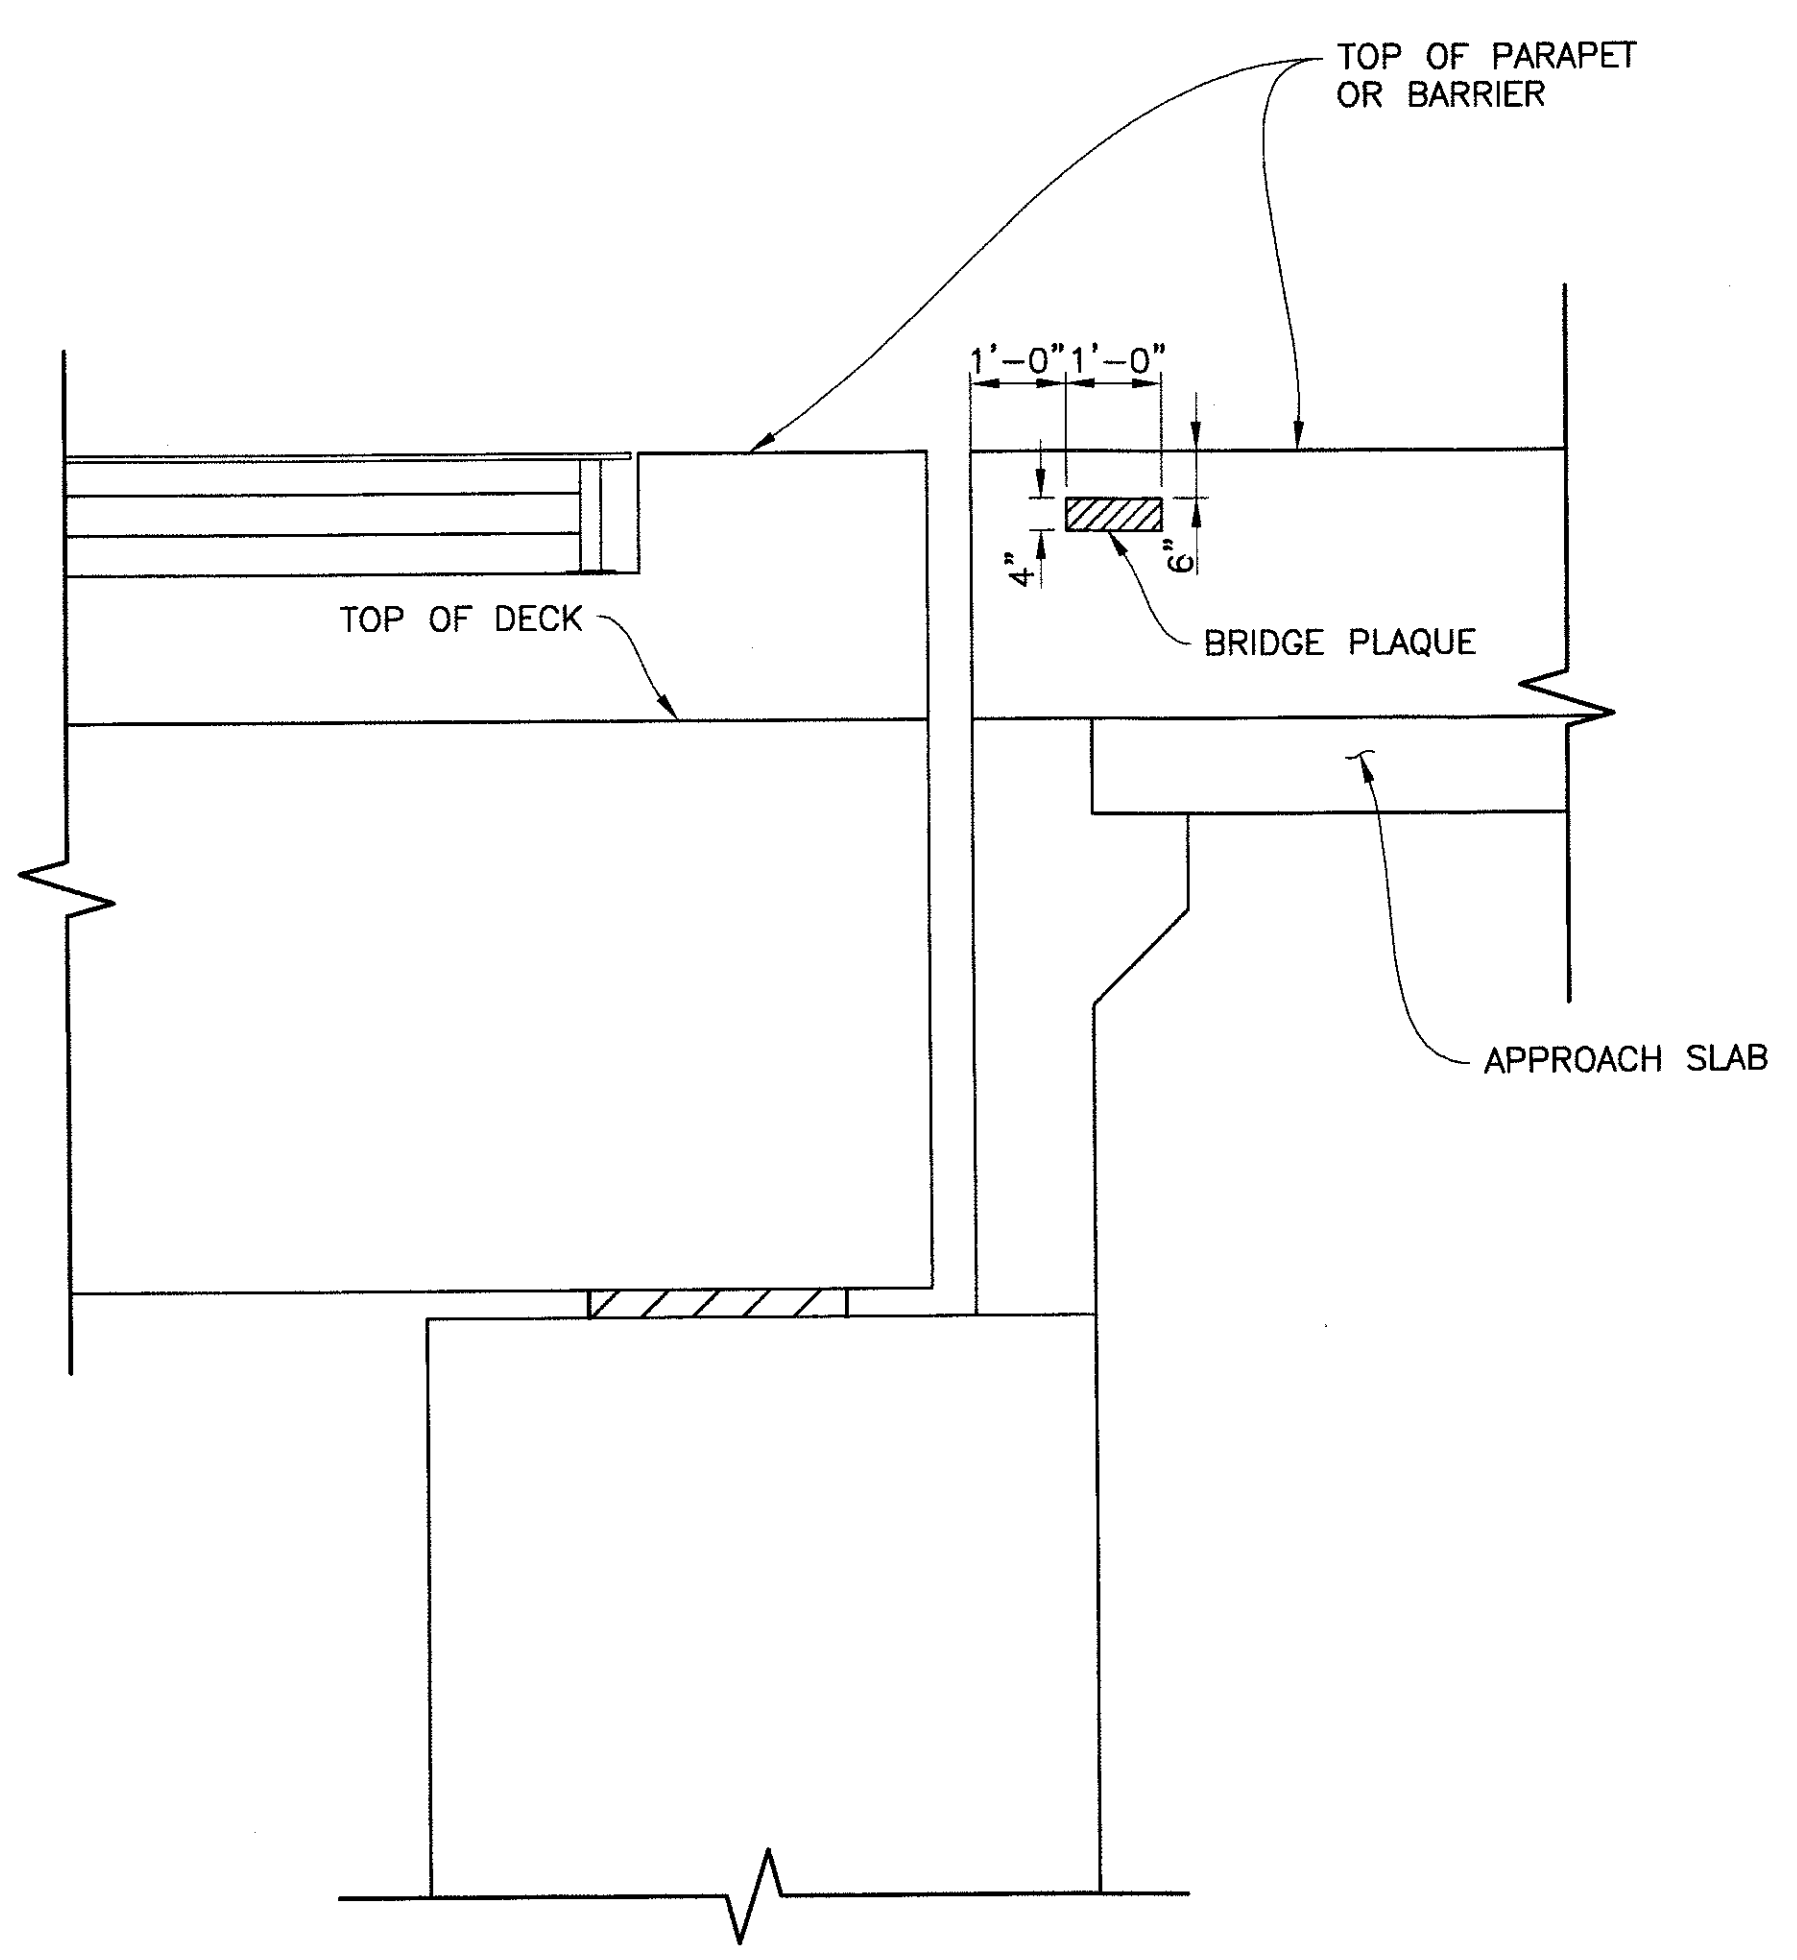 TOP OF PARAPET
OR BARRIER
1'-0" 1'-0"
4"
6"
TOP OF DECK
BRIDGE PLAQUE
APPROACH SLAB